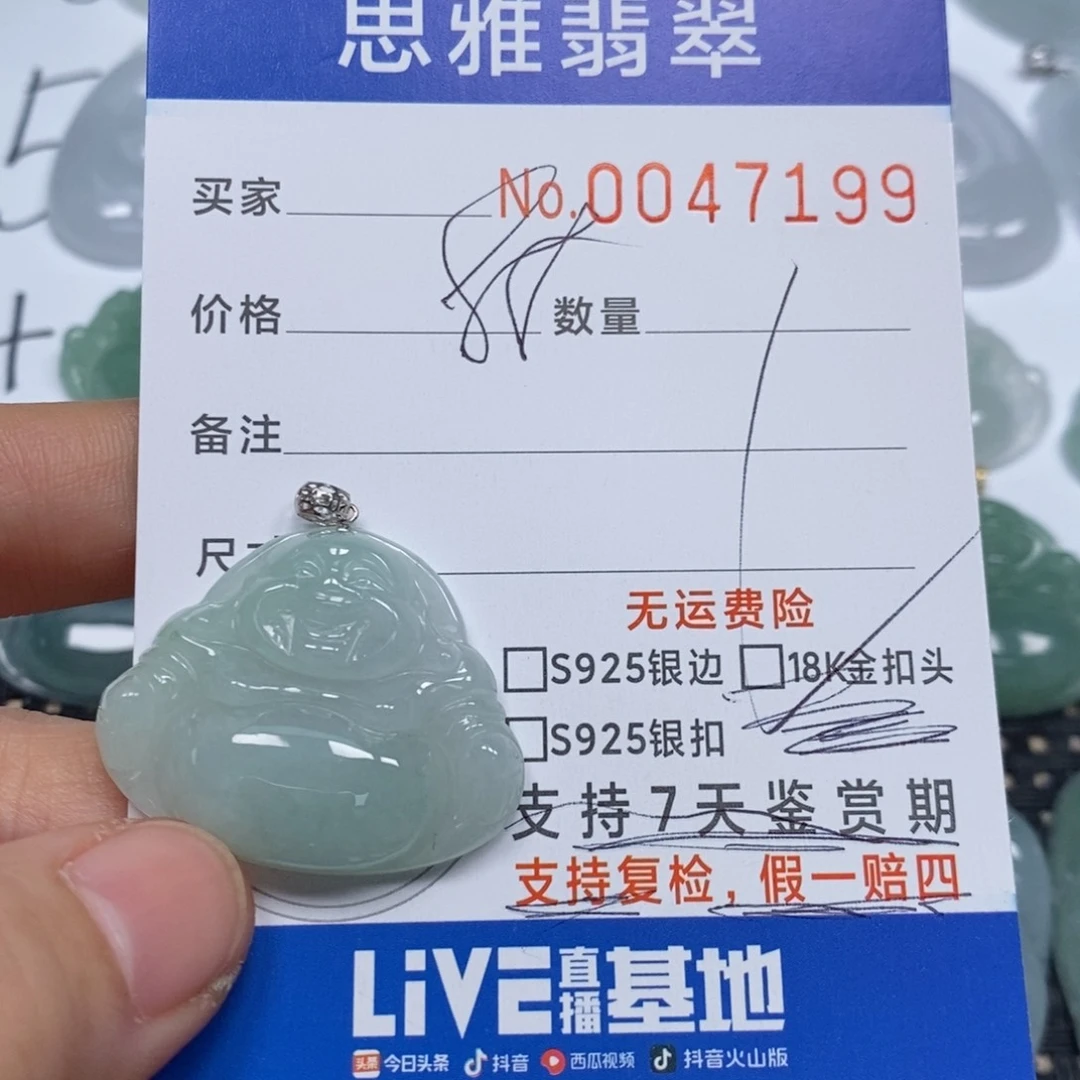 思雅翡翠
买家 No.0047199
价格 数量
备注
尺
无运费险
S925银边 18K金扣头
S925银扣
支持7天鉴赏期
支持复检，假一赔四
LiVE直播基地
头条 今日头条 抖音 西瓜视频 抖音火山版